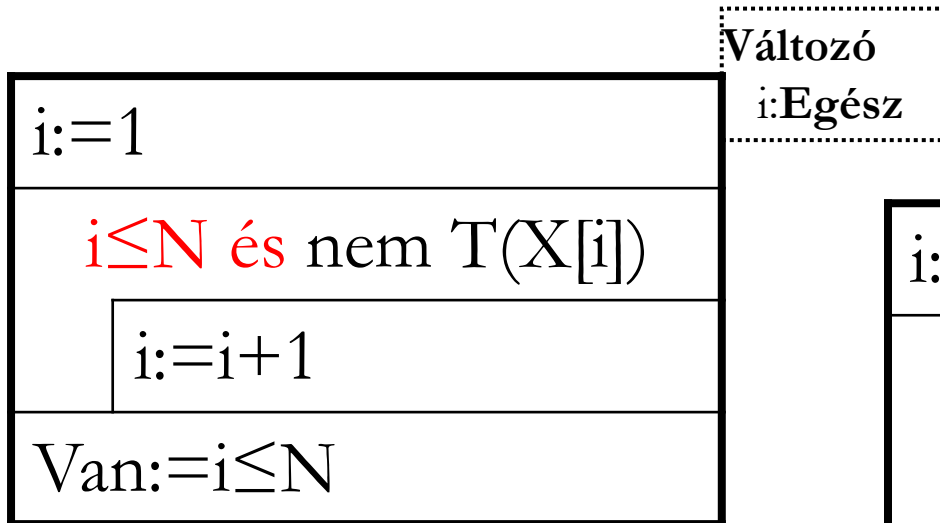 Változó
i:Egész
i:=1
i≤N és nem T(X[i])
i:=i+1
Van:=i≤N
i: